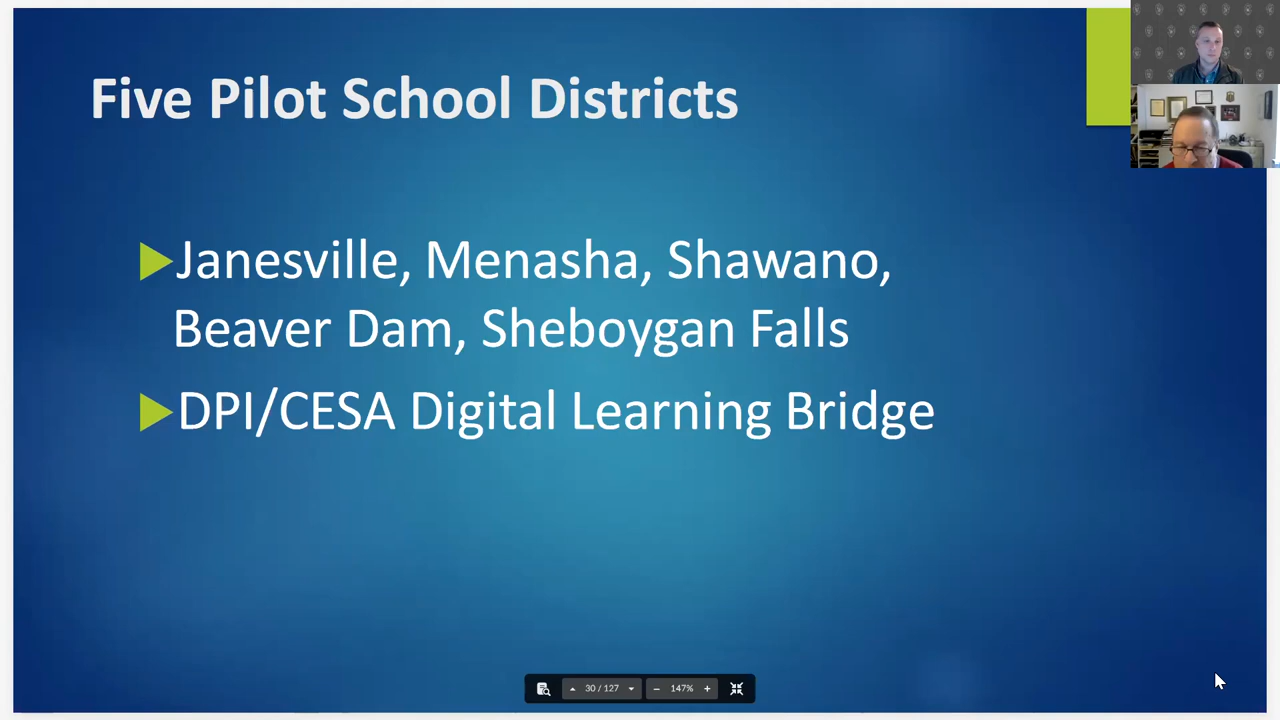 Five Pilot School Districts
Janesville, Menasha, Shawano,
Beaver Dam, Sheboygan Falls
DPI/CESA Digital Learning Bridge
30 / 127
147%